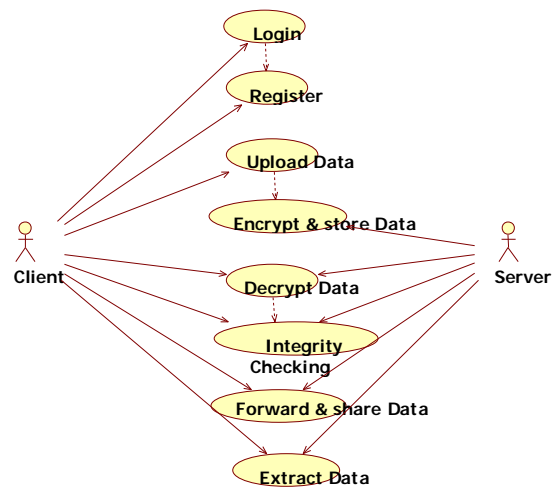 Login
Register
Upload Data
Encrypt & store Data
Client
Server
Decrypt Data
Integrity
Checking
Forward & share Data
Extract Data